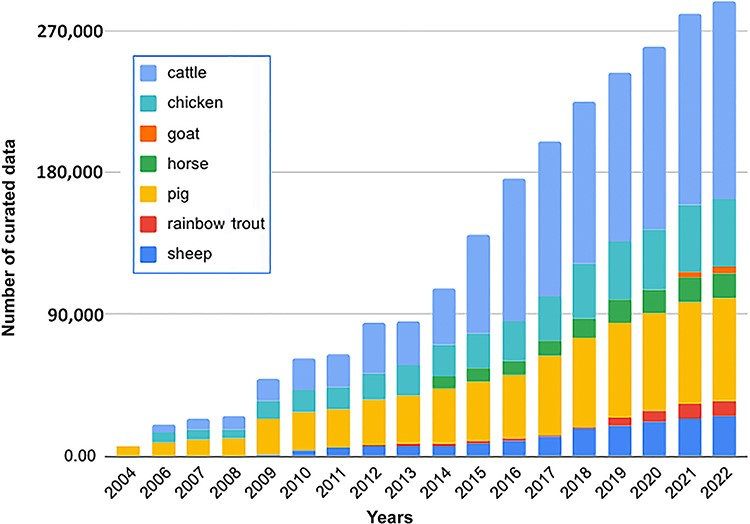 270,000
180,000
90,000
0.00
Number of curated data
cattle
chicken
goat
horse
pig
rainbow trout
sheep
2004
2006
2007
2008
2009
2010
2011
2012
2013
2014
2015
2016
2017
2018
2019
2020
2021
2022
Years